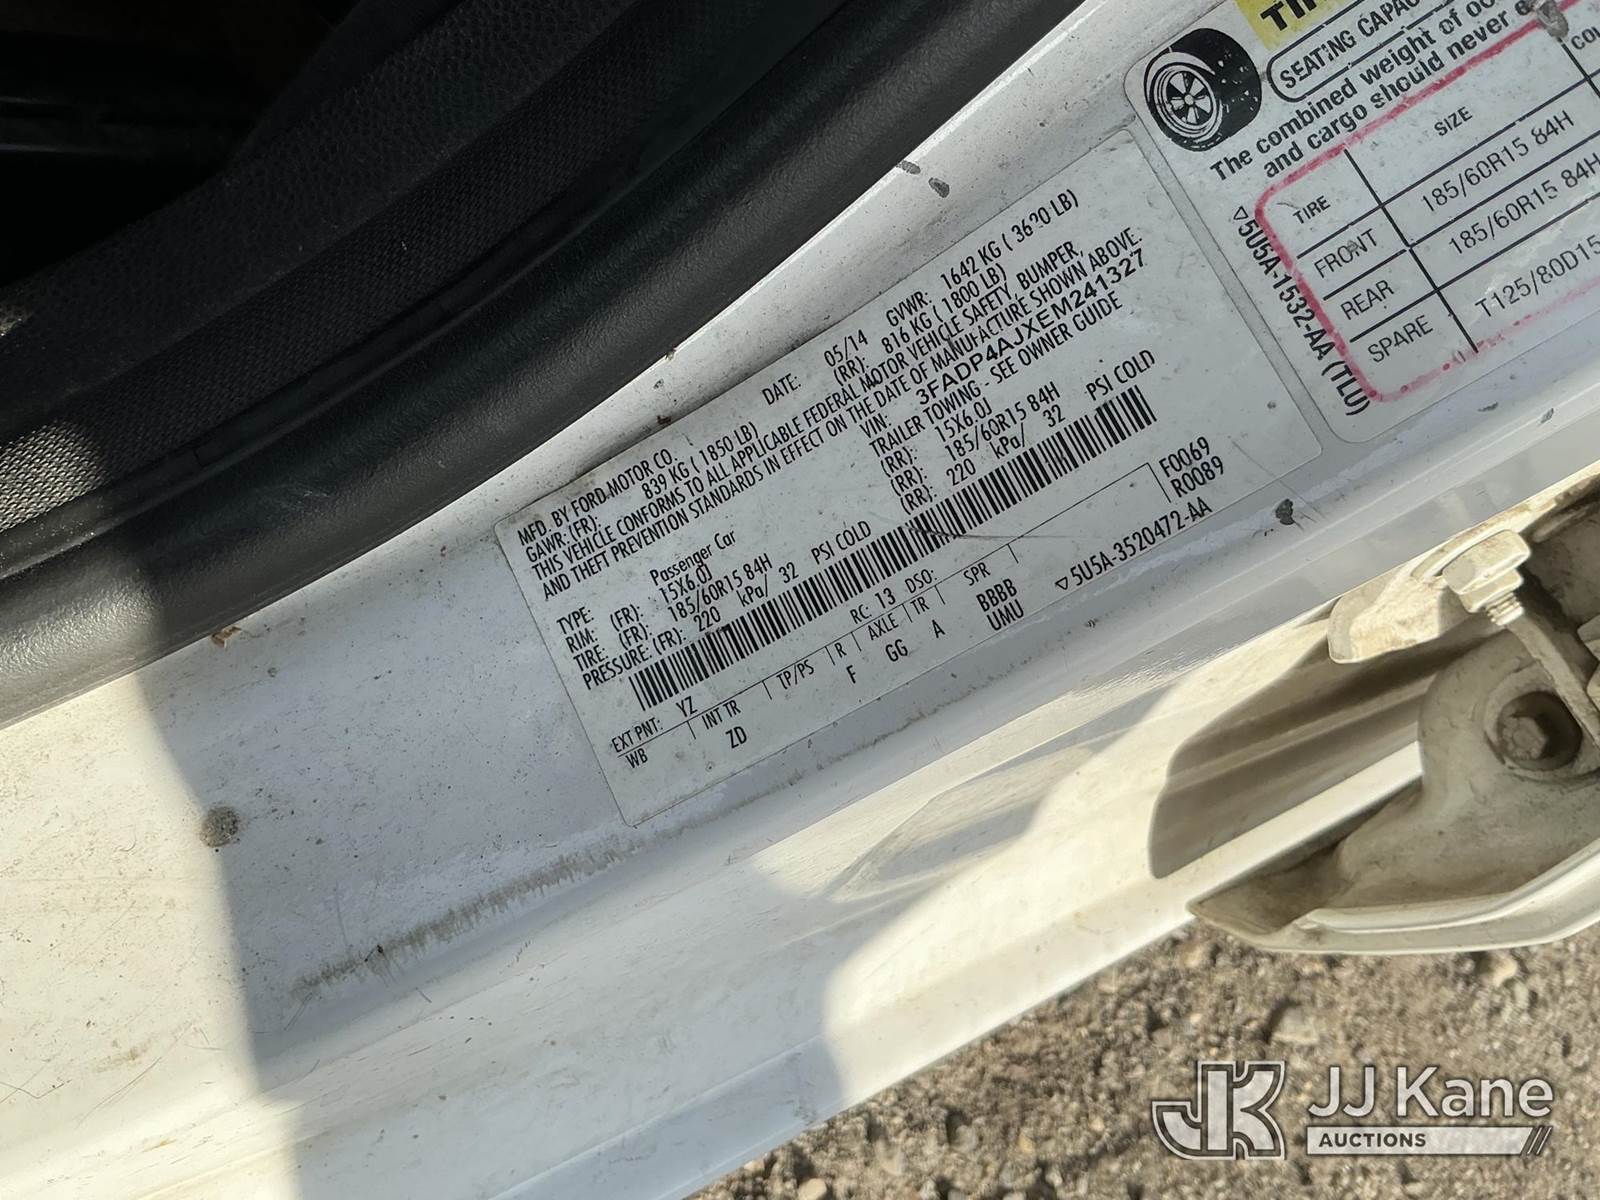 MFD. BY FORD MOTOR CO.
DATE: 05/14 GVWR: 1642 KG ( 3620 LB)
GAWR: (FR): 839 KG ( 1850 LB) (RR): 816 KG ( 1800 LB)
THIS VEHICLE CONFORMS TO ALL APPLICABLE FEDERAL MOTOR VEHICLE SAFETY, BUMPER,
AND THEFT PREVENTION STANDARDS IN EFFECT ON THE DATE OF MANUFACTURE SHOWN ABOVE.
VIN: 3FADP4AJXEM241327
TYPE: Passenger Car TRAILER TOWING - SEE OWNER GUIDE
RIM: (FR): 15X6.0J (RR): 15X6.0J
TIRE: (FR): 185/60R15 84H (RR): 185/60R15 84H
PRESSURE: (FR): 220 kPa/ 32 PSI COLD (RR): 220 kPa/ 32 PSI COLD
F0069
R0089
EXT PNT: YZ RC: 13 DSO:
WB INT TR TP/PS R AXLE TR SPR
ZD F GG A BBBB
UMU
▽5U5A-3520472-AA
SEATING
The combined weight of
and cargo should never
TIRE SIZE
FRONT 185/60R15 84H
REAR 185/60R15 84H
SPARE T125/80D15
▽5U5A-1532-AA (TLU)
JK JJ Kane
AUCTIONS